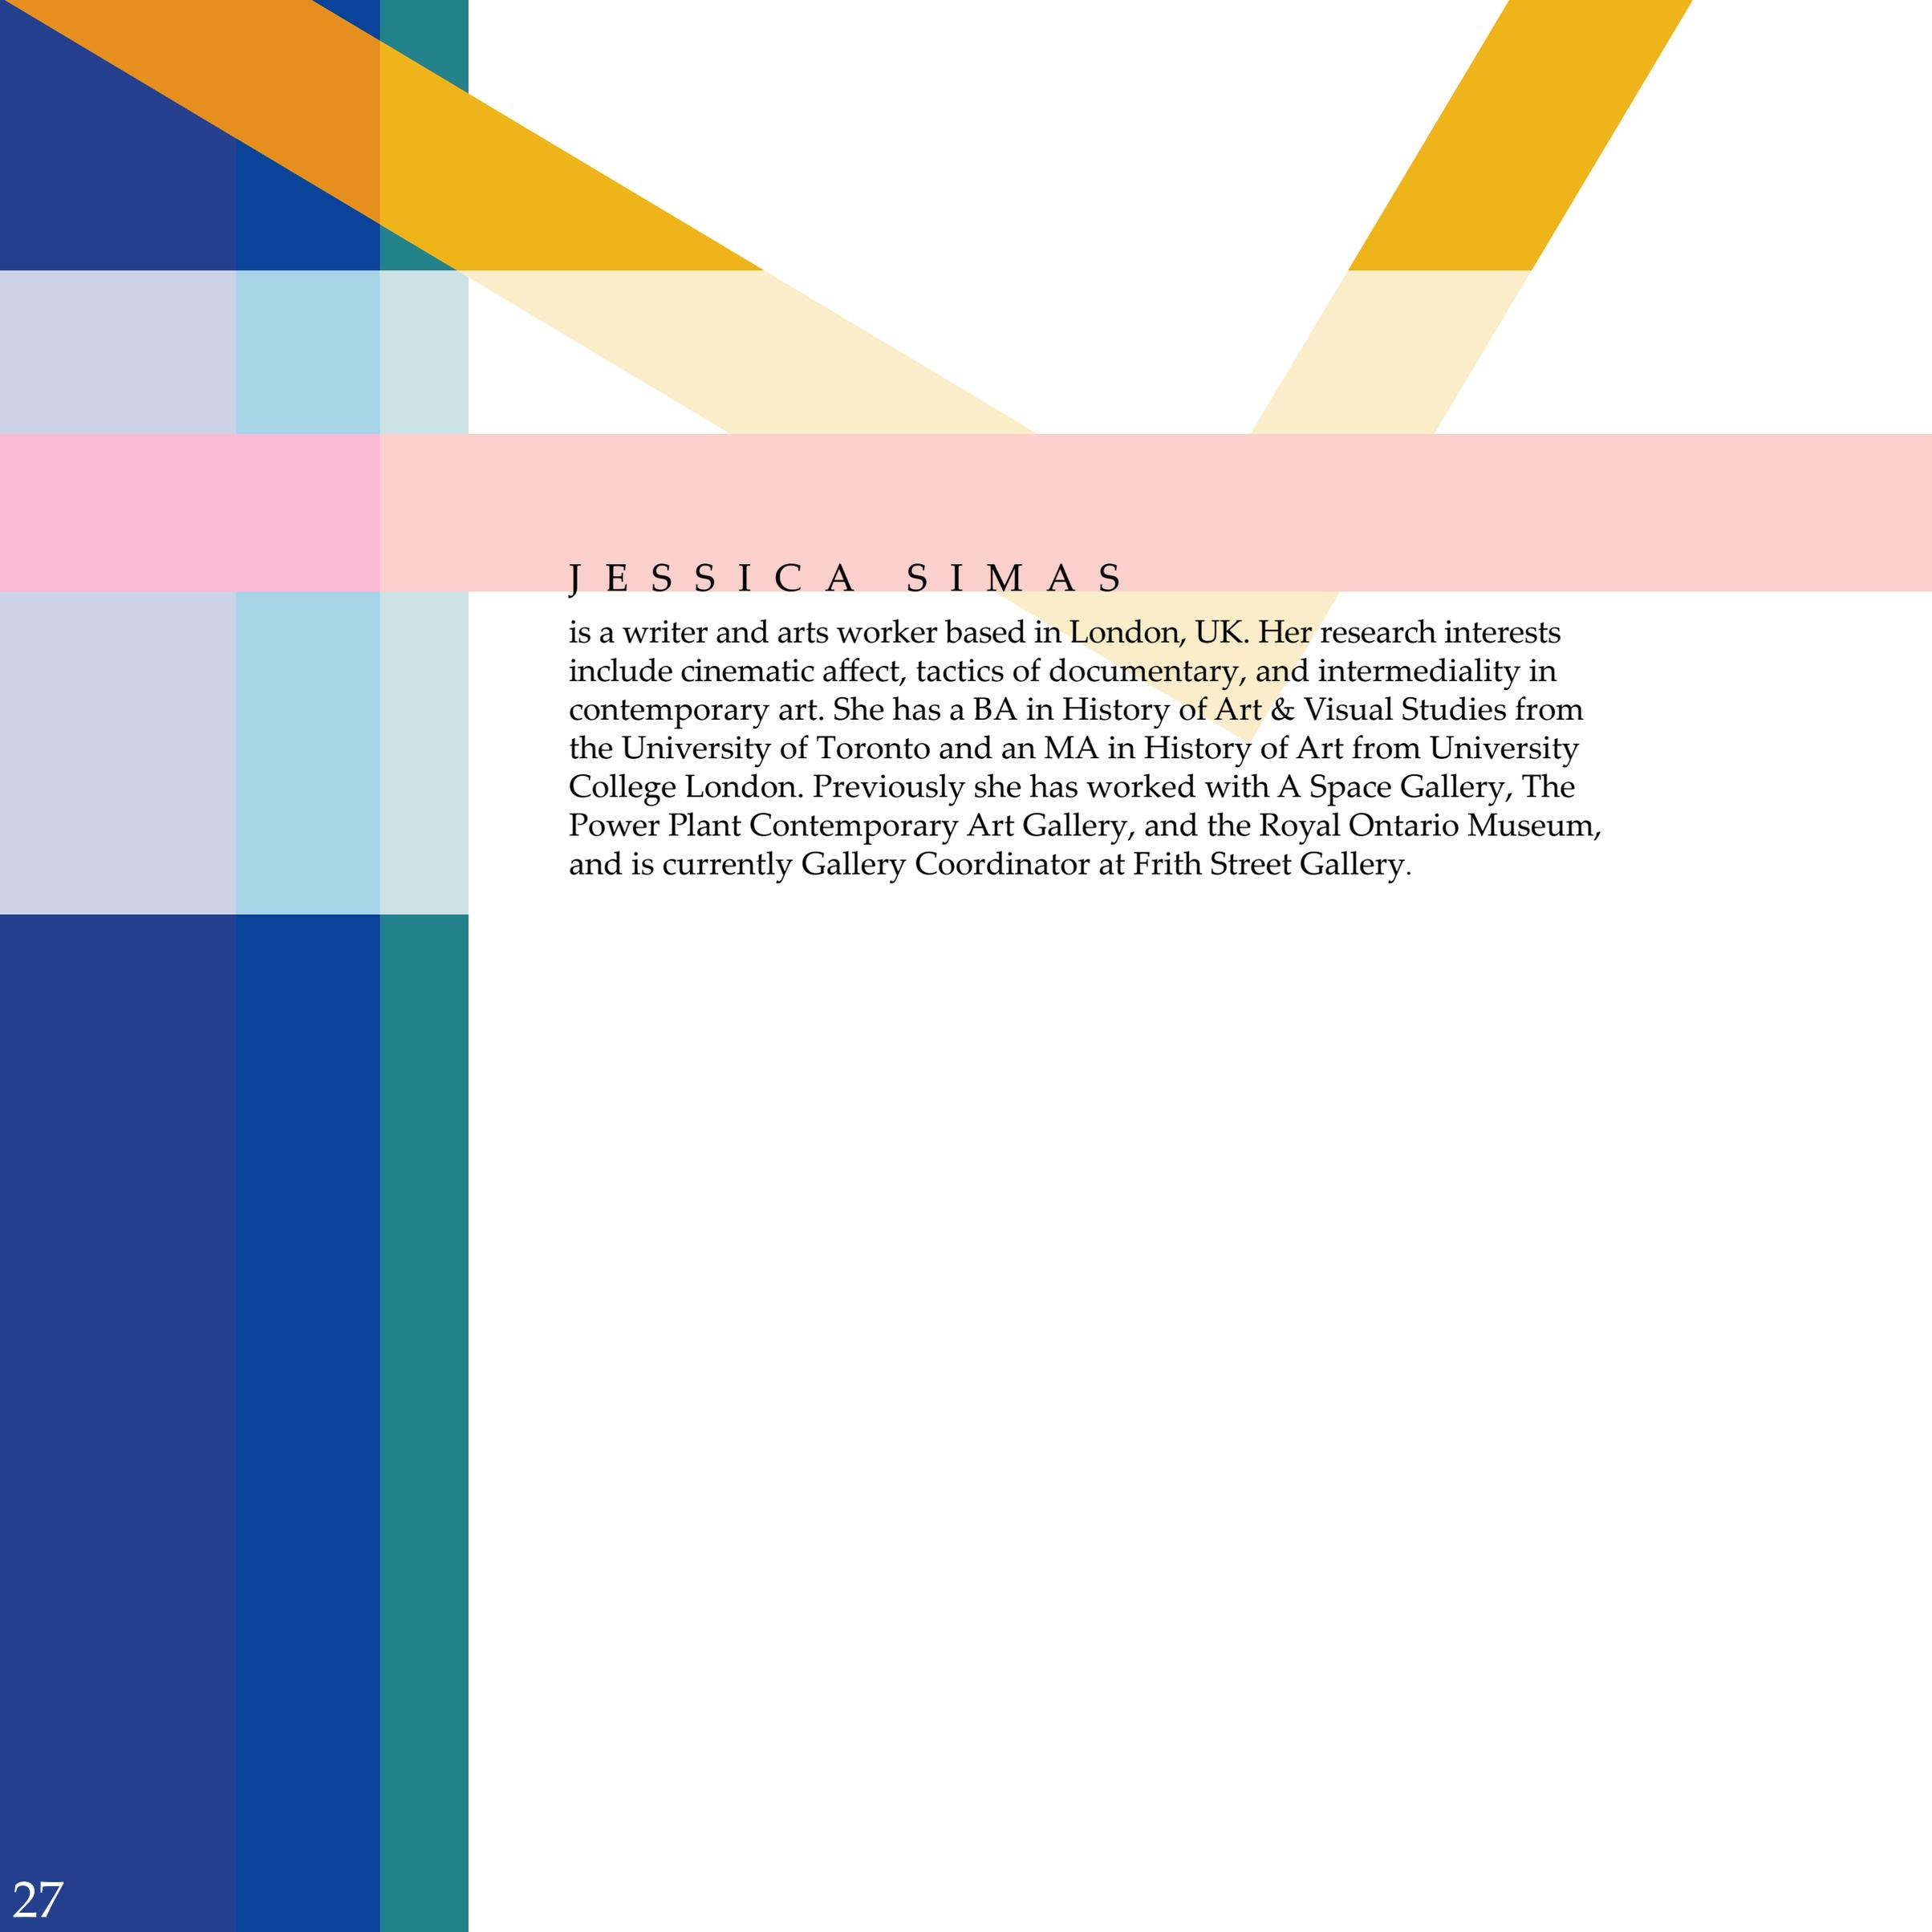 JESSICA SIMAS
is a writer and arts worker based in London, UK. Her research interests
include cinematic affect, tactics of documentary, and intermediality in
contemporary art. She has a BA in History of Art & Visual Studies from
the University of Toronto and an MA in History of Art from University
College London. Previously she has worked with A Space Gallery, The
Power Plant Contemporary Art Gallery, and the Royal Ontario Museum,
and is currently Gallery Coordinator at Frith Street Gallery.
27